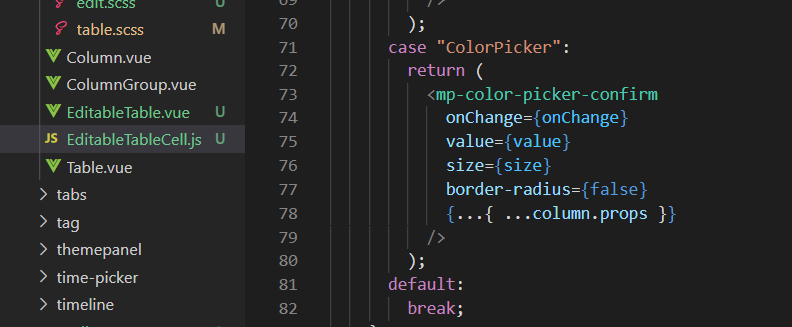 edit.scss U
table.scss M
Column.vue
ColumnGroup.vue
EditableTable.vue U
JS EditableTableCell.js U
Table.vue
tabs
tag
themepanel
time-picker
timeline
69 />
70 );
71 case "ColorPicker":
72 return (
73 <mp-color-picker-confirm
74 onChange={onChange}
75 value={value}
76 size={size}
77 border-radius={false}
78 {...{ ...column.props }}
79 />
80 );
81 default:
82 break;